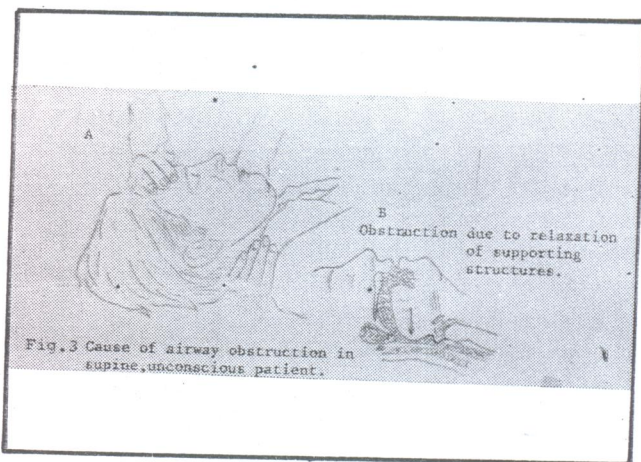 A
B
Obstruction due to relaxation
of supporting
structures.
Fig.3 Cause of airway obstruction in
supine,unconscious patient.